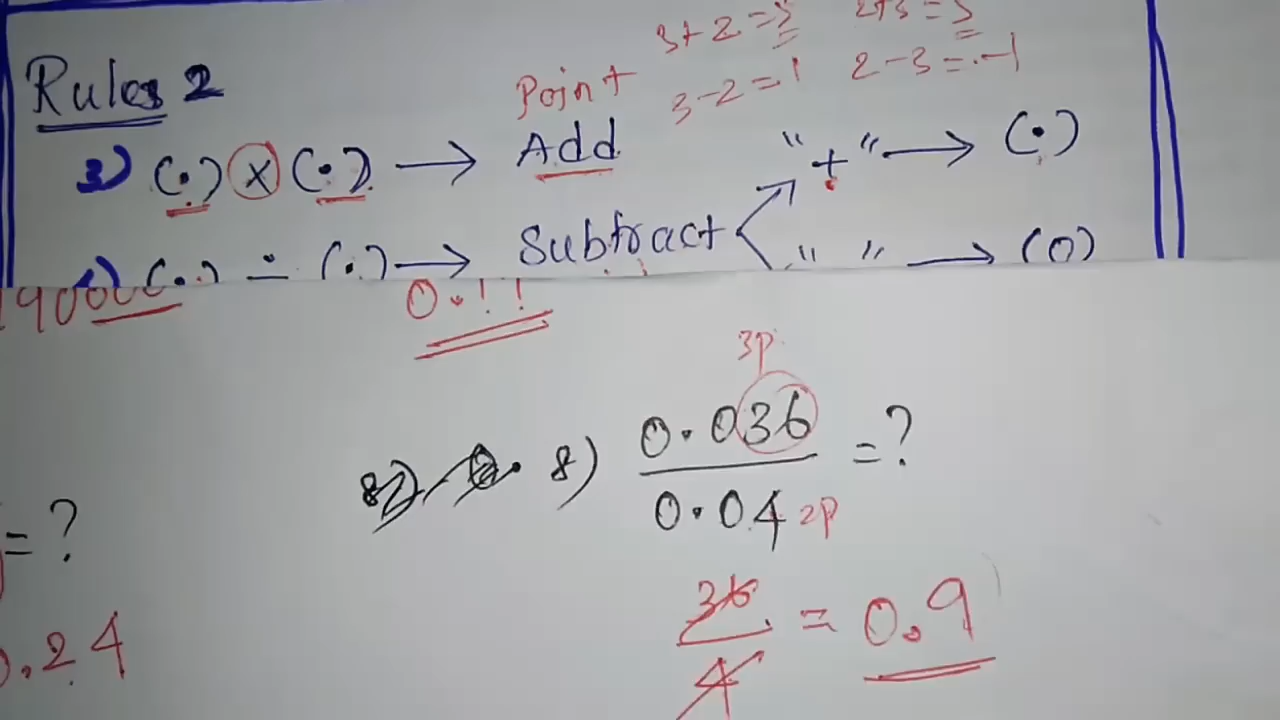 3+2=5 2+3=5
Rules 2
Point 3-2=1 2-3=-1
3) (.) x (.) → Add "+" → (.)
(.) ÷ (.) → Subtract " " → (0)
0.11
3p
8) 0.036 =?
0.04 2p
=?
36 = 0.9
4
.24